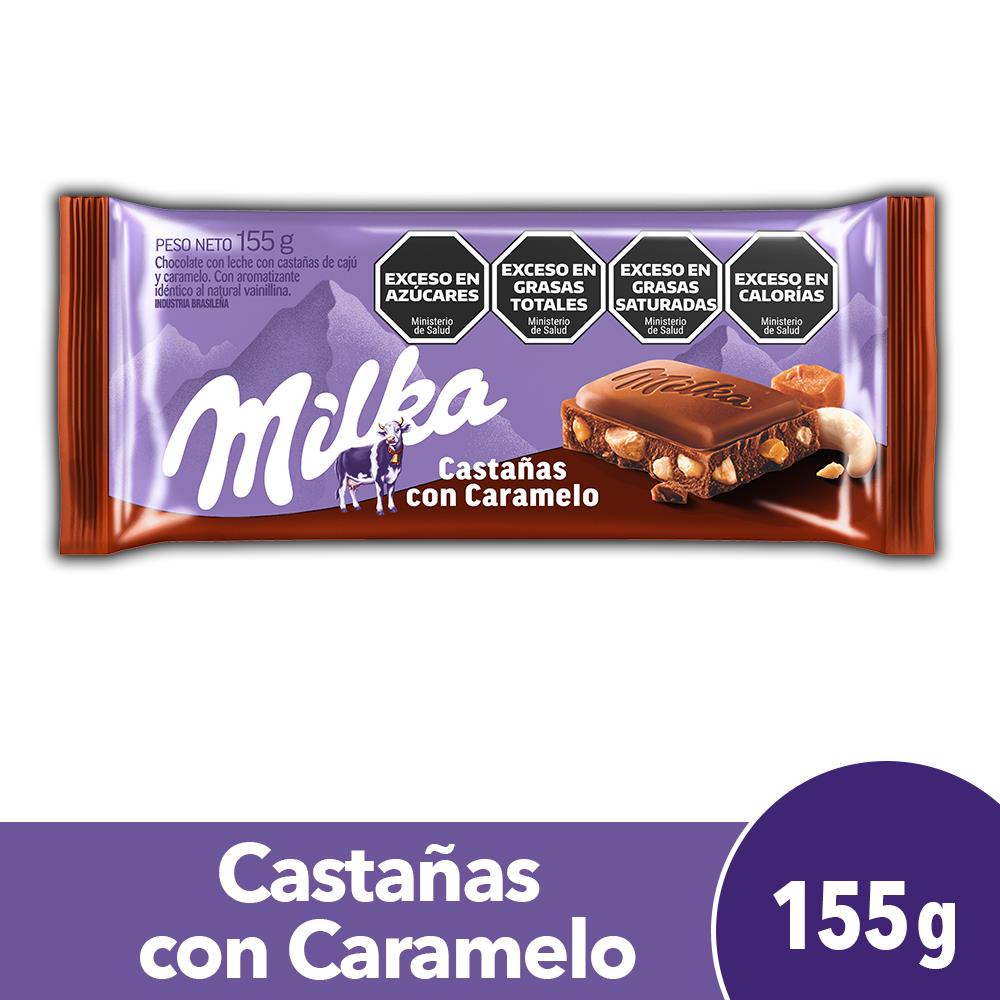 PESO NETO 155 g
Chocolate con leche con castañas de cajú
y caramelo. Con aromatizante
idéntico al natural vainillina.
INDUSTRIA BRASILEÑA
EXCESO EN
AZÚCARES
Ministerio
de Salud
EXCESO EN
GRASAS
TOTALES
Ministerio
de Salud
EXCESO EN
GRASAS
SATURADAS
Ministerio
de Salud
EXCESO EN
CALORÍAS
Ministerio
de Salud
Milka
Milka
Castañas
con Caramelo
Castañas
con Caramelo
155g